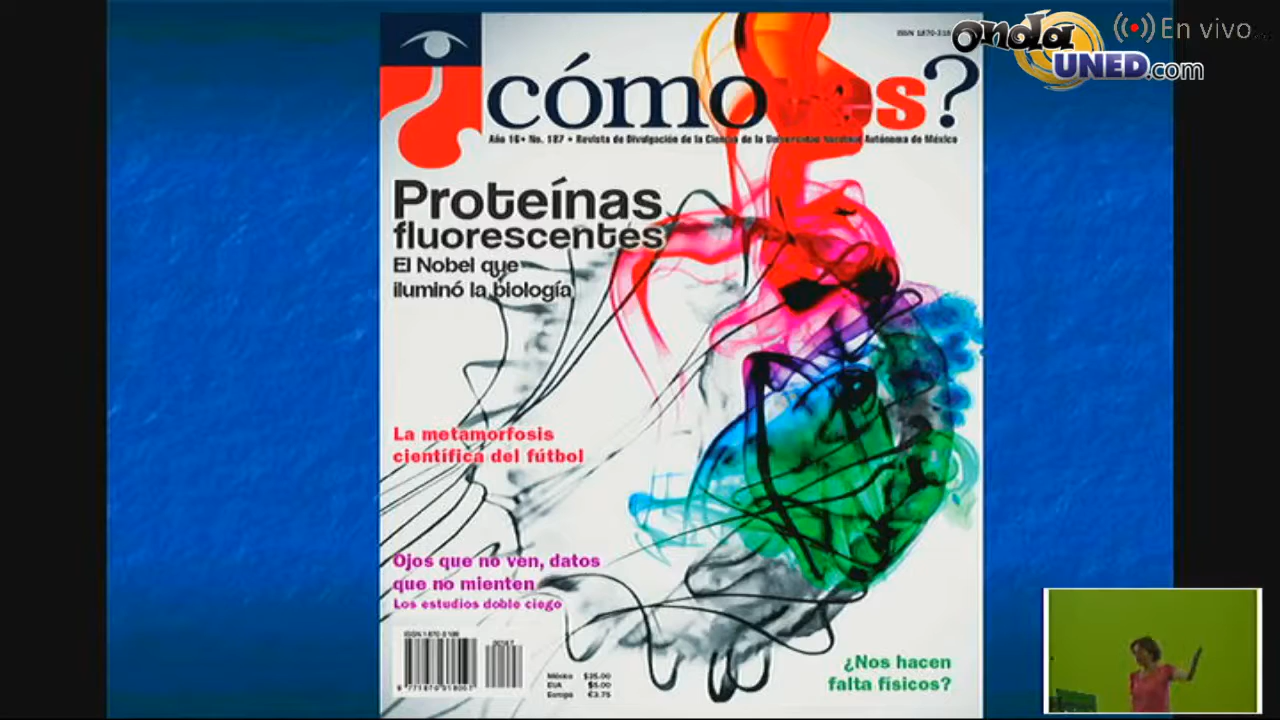 onda
UNED.com
En vivo
¿cómo ves?
Año 16 • No. 187 • Revista de Divulgación de la Ciencia de la Universidad Nacional Autónoma de México
Proteínas
fluorescentes
El Nobel que
iluminó la biología
La metamorfosis
científica del fútbol
Ojos que no ven, datos
que no mienten
Los estudios doble ciego
México $35.00
EUA $5.00
Europa €3.75
¿Nos hacen
falta físicos?